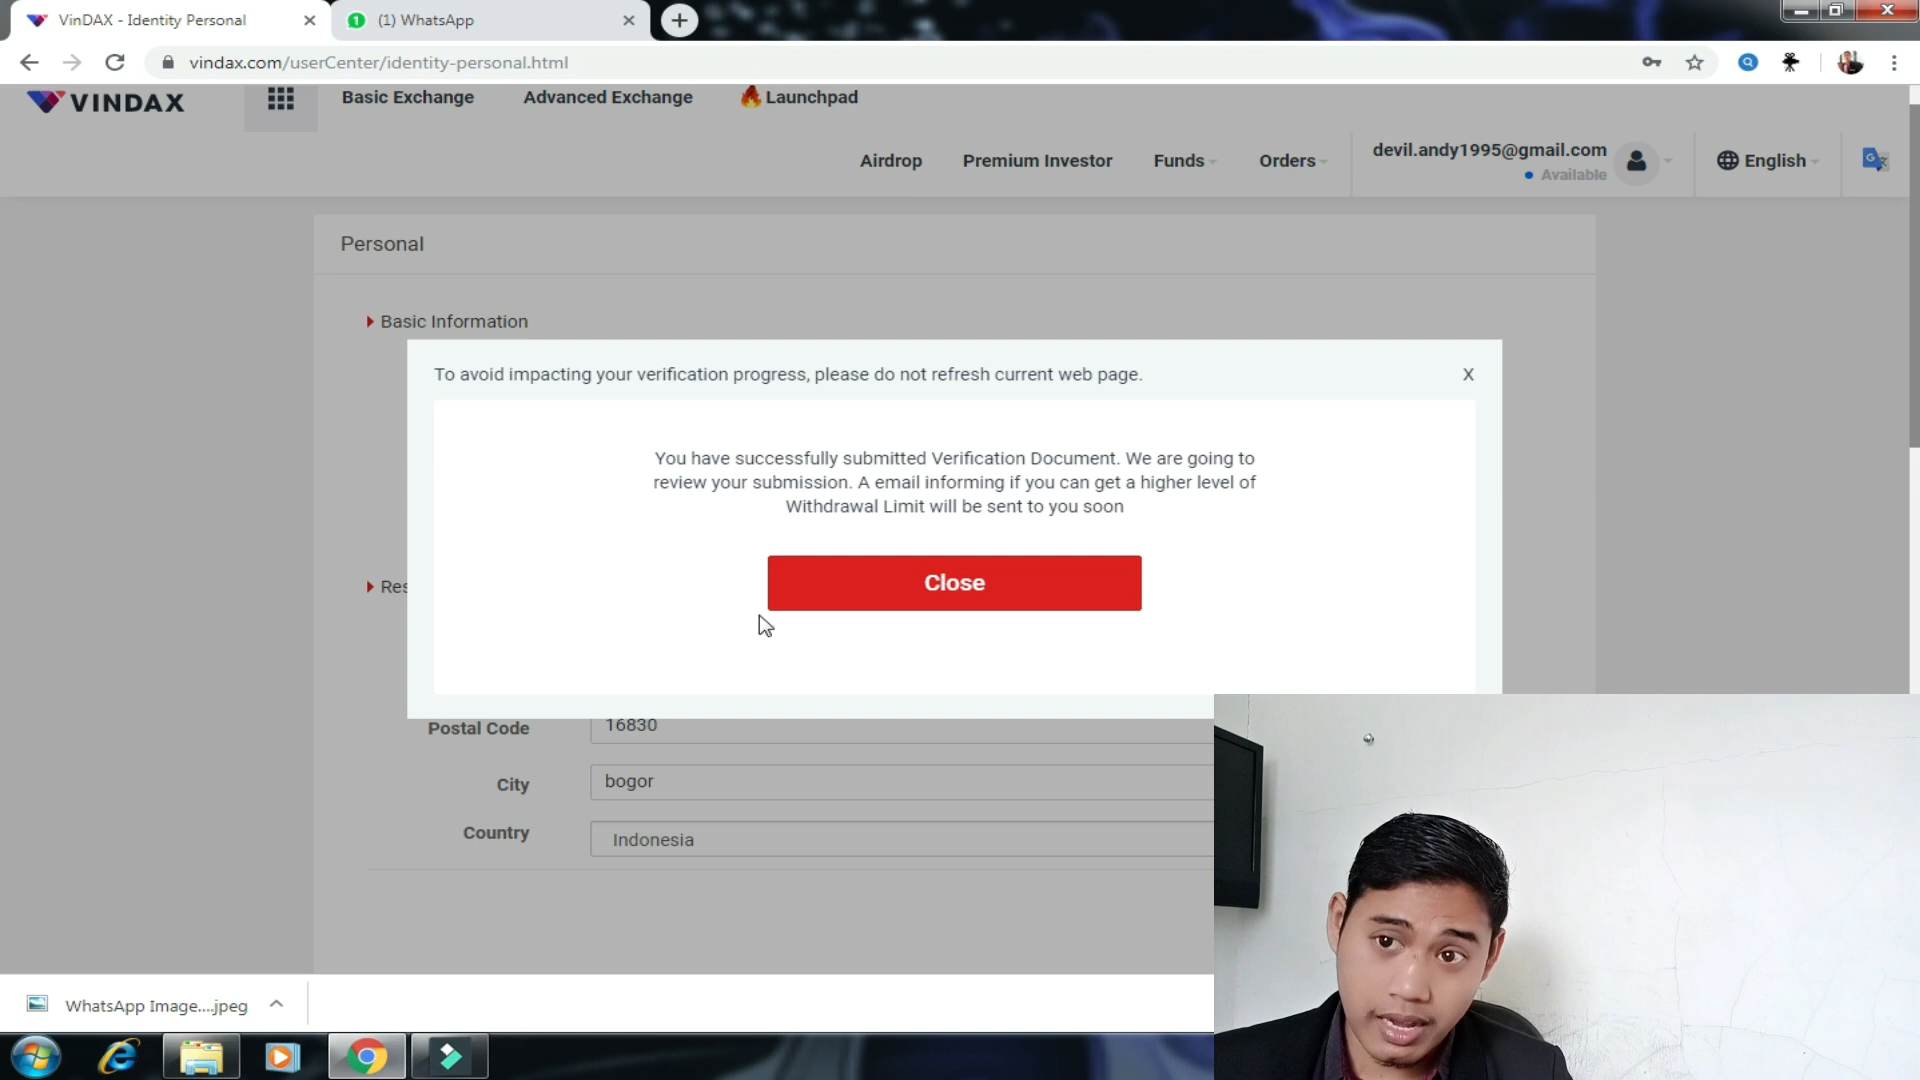 VinDAX - Identity Personal
(1) WhatsApp
vindax.com/userCenter/identity-personal.html
VINDAX
Basic Exchange
Advanced Exchange
Launchpad
Airdrop
Premium Investor
Funds
Orders
devil.andy1995@gmail.com
Available
English
Personal
Basic Information
To avoid impacting your verification progress, please do not refresh current web page.
X
You have successfully submitted Verification Document. We are going to
review your submission. A email informing if you can get a higher level of
Withdrawal Limit will be sent to you soon
Close
Res
Postal Code
16830
City
bogor
Country
Indonesia
WhatsApp Image....jpeg